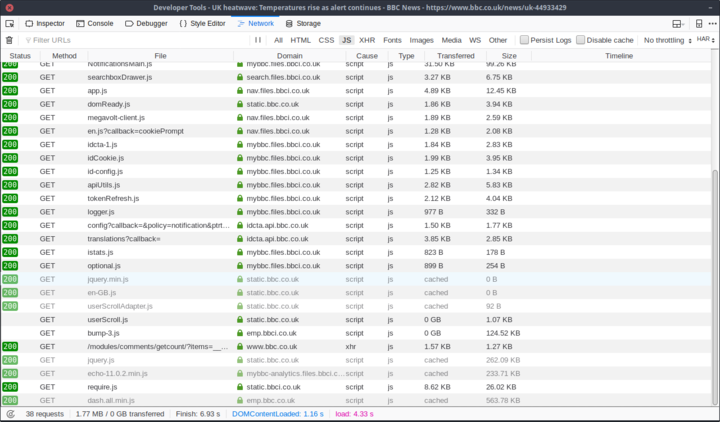 Developer Tools - UK heatwave: Temperatures rise as alert continues - BBC News - https://www.bbc.co.uk/news/uk-44933429
Inspector Console Debugger {} Style Editor Network Storage
Filter URLs All HTML CSS JS XHR Fonts Images Media WS Other Persist Logs Disable cache No throttling HAR
Status Method File Domain Cause Type Transferred Size Timeline
200 GET NotificationsMain.js mybbc.files.bbci.co.uk script js 31.50 KB 99.26 KB
200 GET searchboxDrawer.js search.files.bbci.co.uk script js 3.27 KB 6.75 KB
200 GET app.js nav.files.bbci.co.uk script js 4.89 KB 12.45 KB
200 GET domReady.js static.bbc.co.uk script js 1.86 KB 3.94 KB
200 GET megavolt-client.js nav.files.bbci.co.uk script js 1.89 KB 2.59 KB
200 GET en.js?callback=cookiePrompt nav.files.bbci.co.uk script js 1.28 KB 2.08 KB
200 GET idcta-1.js mybbc.files.bbci.co.uk script js 1.84 KB 2.83 KB
200 GET idCookie.js mybbc.files.bbci.co.uk script js 1.99 KB 3.95 KB
200 GET id-config.js mybbc.files.bbci.co.uk script js 1.25 KB 1.34 KB
200 GET apiUtils.js mybbc.files.bbci.co.uk script js 2.82 KB 5.83 KB
200 GET tokenRefresh.js mybbc.files.bbci.co.uk script js 2.12 KB 4.04 KB
200 GET logger.js mybbc.files.bbci.co.uk script js 977 B 332 B
200 GET config?callback=&policy=notification&ptrt... idcta.api.bbc.co.uk script js 1.50 KB 1.77 KB
200 GET translations?callback= idcta.api.bbc.co.uk script js 3.85 KB 2.85 KB
200 GET istats.js mybbc.files.bbci.co.uk script js 823 B 178 B
200 GET optional.js mybbc.files.bbci.co.uk script js 899 B 254 B
200 GET jquery.min.js static.bbc.co.uk script js cached 0 B
200 GET en-GB.js static.bbc.co.uk script js cached 0 B
200 GET userScrollAdapter.js static.bbc.co.uk script js cached 92 B
GET userScroll.js static.bbc.co.uk script js 0 GB 1.07 KB
GET bump-3.js emp.bbci.co.uk script js 0 GB 124.52 KB
200 GET /modules/comments/getcount/?items=__... www.bbc.co.uk xhr js 1.57 KB 1.27 KB
200 GET jquery.js static.bbc.co.uk script js cached 262.09 KB
200 GET echo-11.0.2.min.js mybbc-analytics.files.bbci.c... script js cached 233.71 KB
200 GET require.js static.bbci.co.uk script js 8.62 KB 26.02 KB
200 GET dash.all.min.js emp.bbc.co.uk script js cached 563.78 KB
38 requests 1.77 MB / 0 GB transferred Finish: 6.93 s DOMContentLoaded: 1.16 s load: 4.33 s